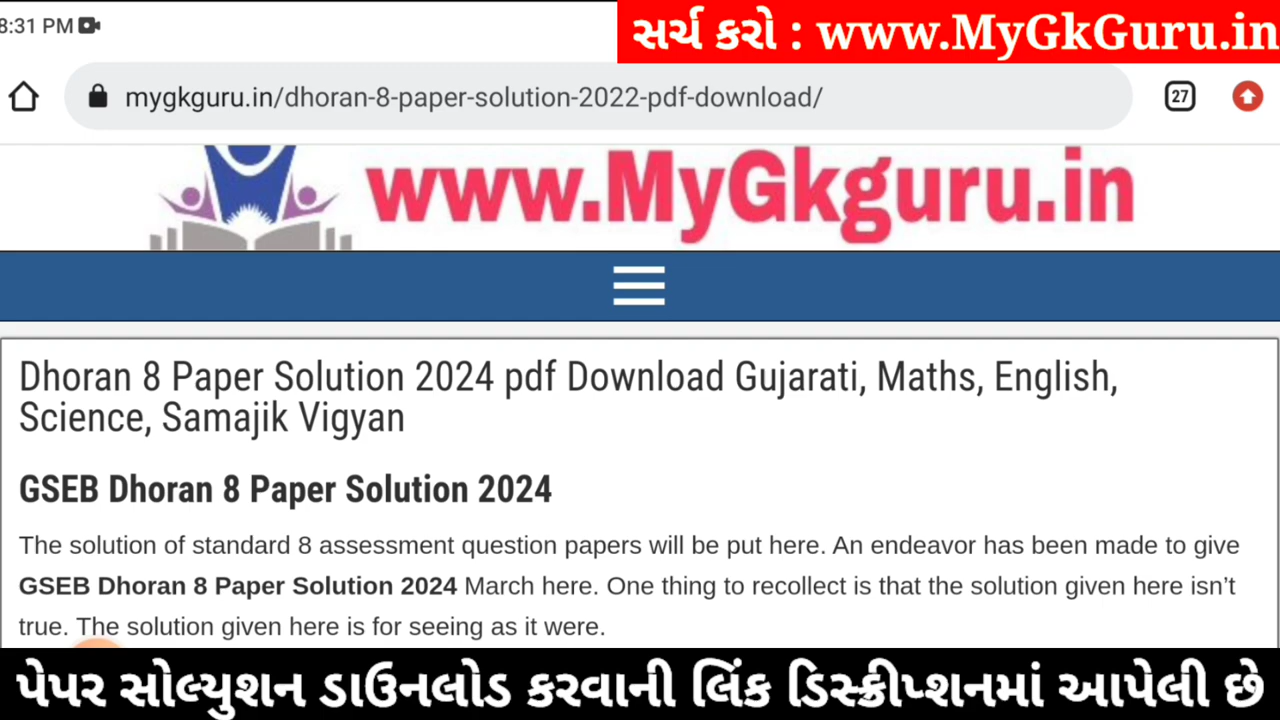 8:31 PM
સર્ચ કરો : www.MyGkGuru.in
mygkguru.in/dhoran-8-paper-solution-2022-pdf-download/
27
www.MyGkguru.in
Dhoran 8 Paper Solution 2024 pdf Download Gujarati, Maths, English,
Science, Samajik Vigyan
GSEB Dhoran 8 Paper Solution 2024
The solution of standard 8 assessment question papers will be put here. An endeavor has been made to give
GSEB Dhoran 8 Paper Solution 2024 March here. One thing to recollect is that the solution given here isn’t
true. The solution given here is for seeing as it were.
પેપર સોલ્યુશન ડાઉનલોડ કરવાની લિંક ડિસ્ક્રીપ્શનમાં આપેલી છે